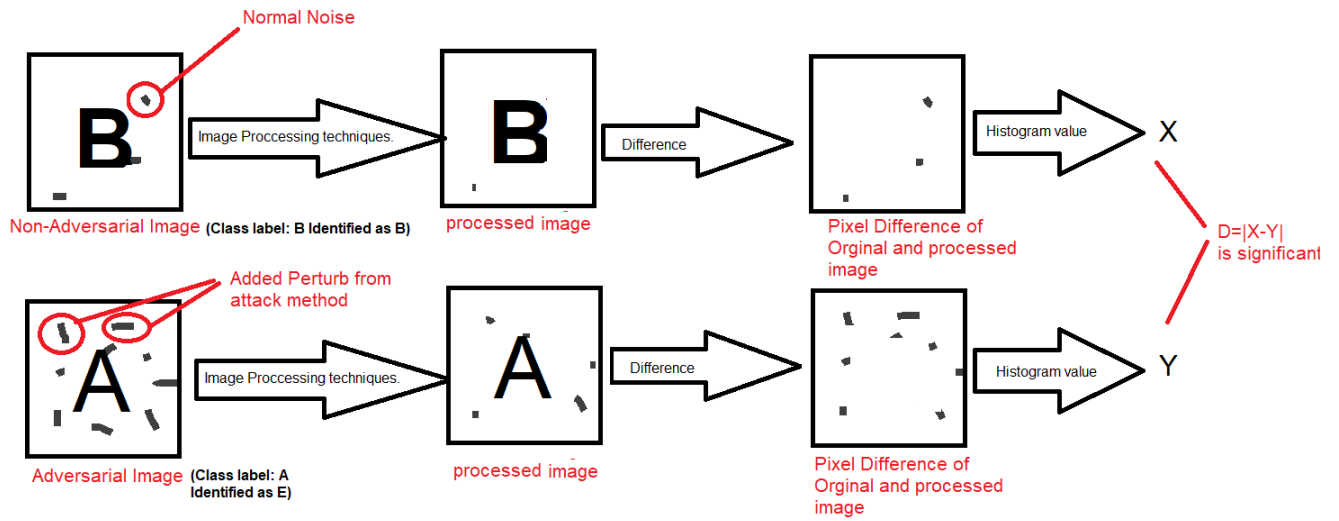 Normal Noise
B
Image Proccessing techniques.
B
Difference
Histogram value
X
Non-Adversarial Image (Class label: B Identified as B)
processed image
Pixel Difference of
Orginal and processed
image
D=|X-Y|
is significant
Added Perturb from
attack method
A
Image Proccessing techniques.
A
Difference
Histogram value
Y
Adversarial Image (Class label: A
Identified as E)
processed image
Pixel Difference of
Orginal and processed
image